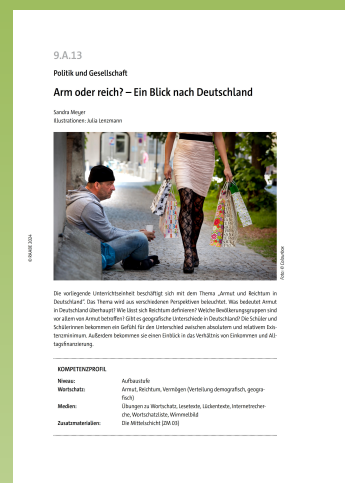 9.A.13
Politik und Gesellschaft
Arm oder reich? – Ein Blick nach Deutschland
Sandra Meyer
Illustrationen: Julia Lenzmann
© RAABE 2024
Foto: © Colourbox
Die vorliegende Unterrichtseinheit beschäftigt sich mit dem Thema „Armut und Reichtum in
Deutschland“. Das Thema wird aus verschiedenen Perspektiven beleuchtet. Was bedeutet Armut
in Deutschland überhaupt? Wie lässt sich Reichtum definieren? Welche Bevölkerungsgruppen sind
vor allem von Armut betroffen? Gibt es geografische Unterschiede in Deutschland? Die Schüler und
Schülerinnen bekommen ein Gefühl für den Unterschied zwischen absolutem und relativem Exis-
tenzminimum. Außerdem bekommen sie einen Einblick in das Verhältnis von Einkommen und All-
tagsfinanzierung.
KOMPETENZPROFIL
Niveau: Aufbaustufe
Wortschatz: Armut, Reichtum, Vermögen (Verteilung demografisch, geogra-
fisch)
Medien: Übungen zu Wortschatz, Lesetexte, Lückentexte, Internetrecher-
che, Wortschatzliste, Wimmelbild
Zusatzmaterialien: Die Mittelschicht (ZM 03)